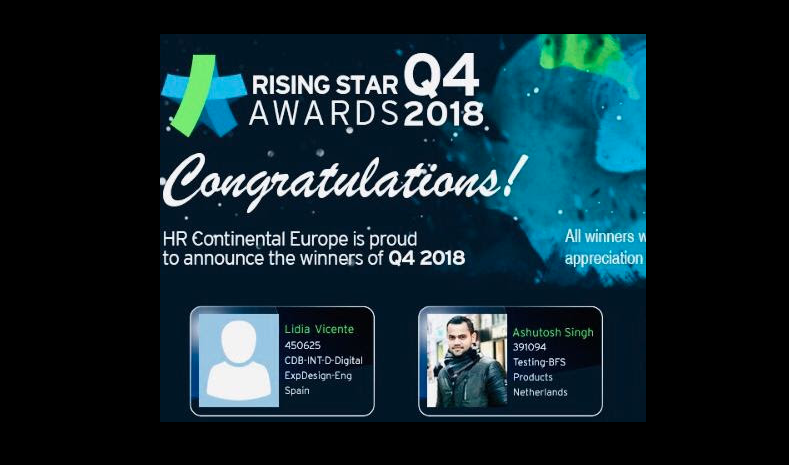 RISING STAR Q4
AWARDS 2018
Congratulations!
HR Continental Europe is proud
to announce the winners of Q4 2018
All winners w
appreciation
Lidia Vicente
450625
CDB-INT-D-Digital
ExpDesign-Eng
Spain
Ashutosh Singh
391094
Testing-BFS
Products
Netherlands